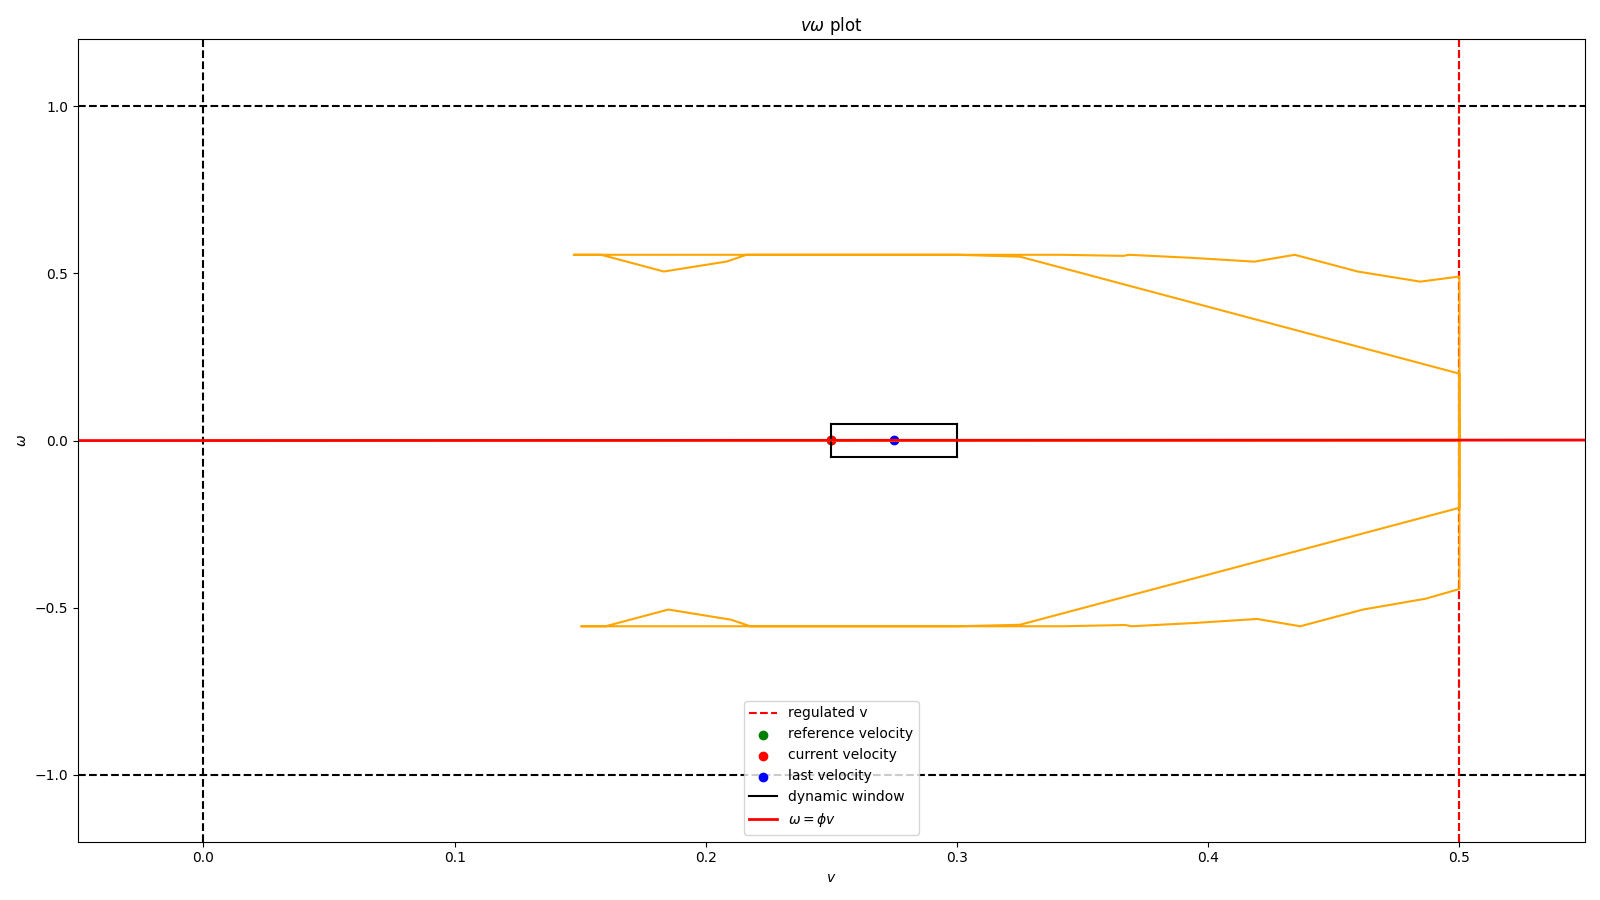 vω plot
1.0
0.5
0.0
−0.5
−1.0
ω
regulated v
reference velocity
current velocity
last velocity
dynamic window
ω = ϕv
0.0 0.1 0.2 0.3 0.4 0.5
v